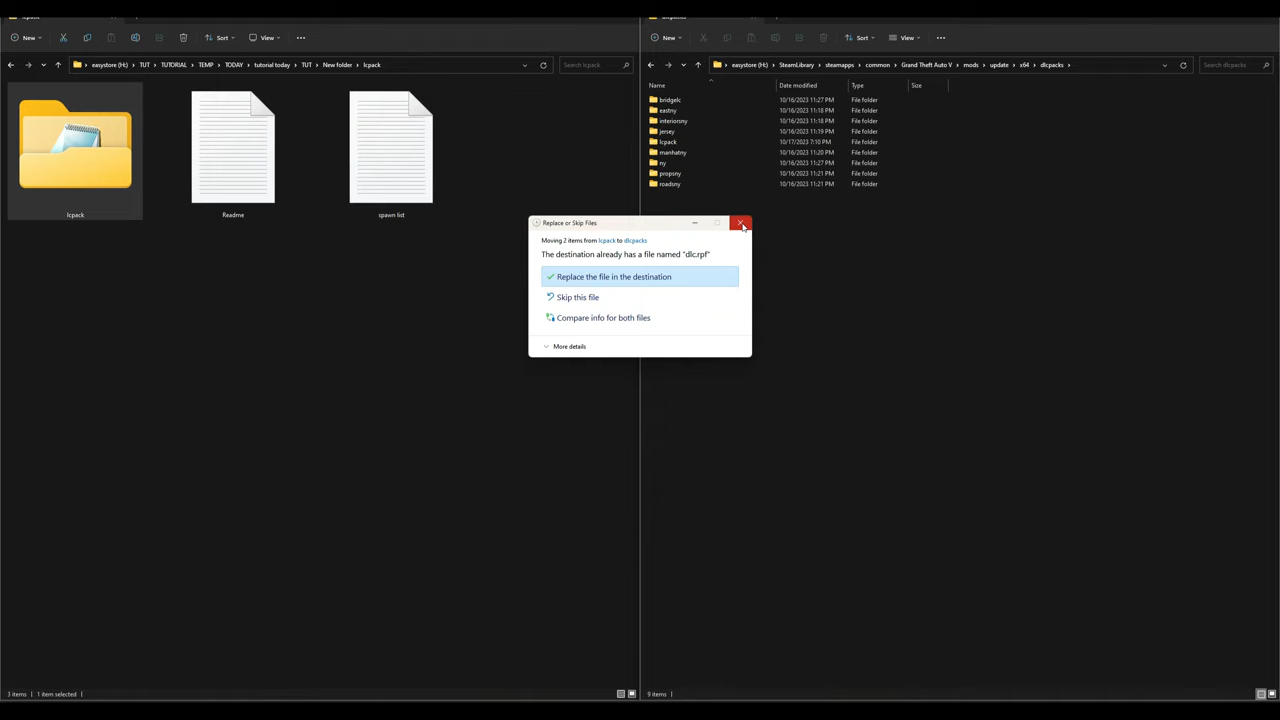 lcpack
dlcpacks
New Sort View
New Sort View
easystore (H:) > TUT > TUTORIAL > TEMP > TODAY > tutorial today > TUT > New folder > lcpack
Search lcpack
easystore (H:) > SteamLibrary > steamapps > common > Grand Theft Auto V > mods > update > x64 > dlcpacks >
Search dlcpacks
lcpack
Readme
spawn list
Name Date modified Type Size
bridgelc 10/16/2023 11:27 PM File folder
eastny 10/16/2023 11:18 PM File folder
interiorsny 10/16/2023 11:18 PM File folder
jersey 10/16/2023 11:19 PM File folder
lcpack 10/17/2023 7:10 PM File folder
manhatny 10/16/2023 11:20 PM File folder
ny 10/16/2023 11:27 PM File folder
propsny 10/16/2023 11:21 PM File folder
roadsny 10/16/2023 11:21 PM File folder
Replace or Skip Files
Moving 2 items from lcpack to dlcpacks
The destination already has a file named "dlc.rpf"
Replace the file in the destination
Skip this file
Compare info for both files
More details
3 items 1 item selected
9 items